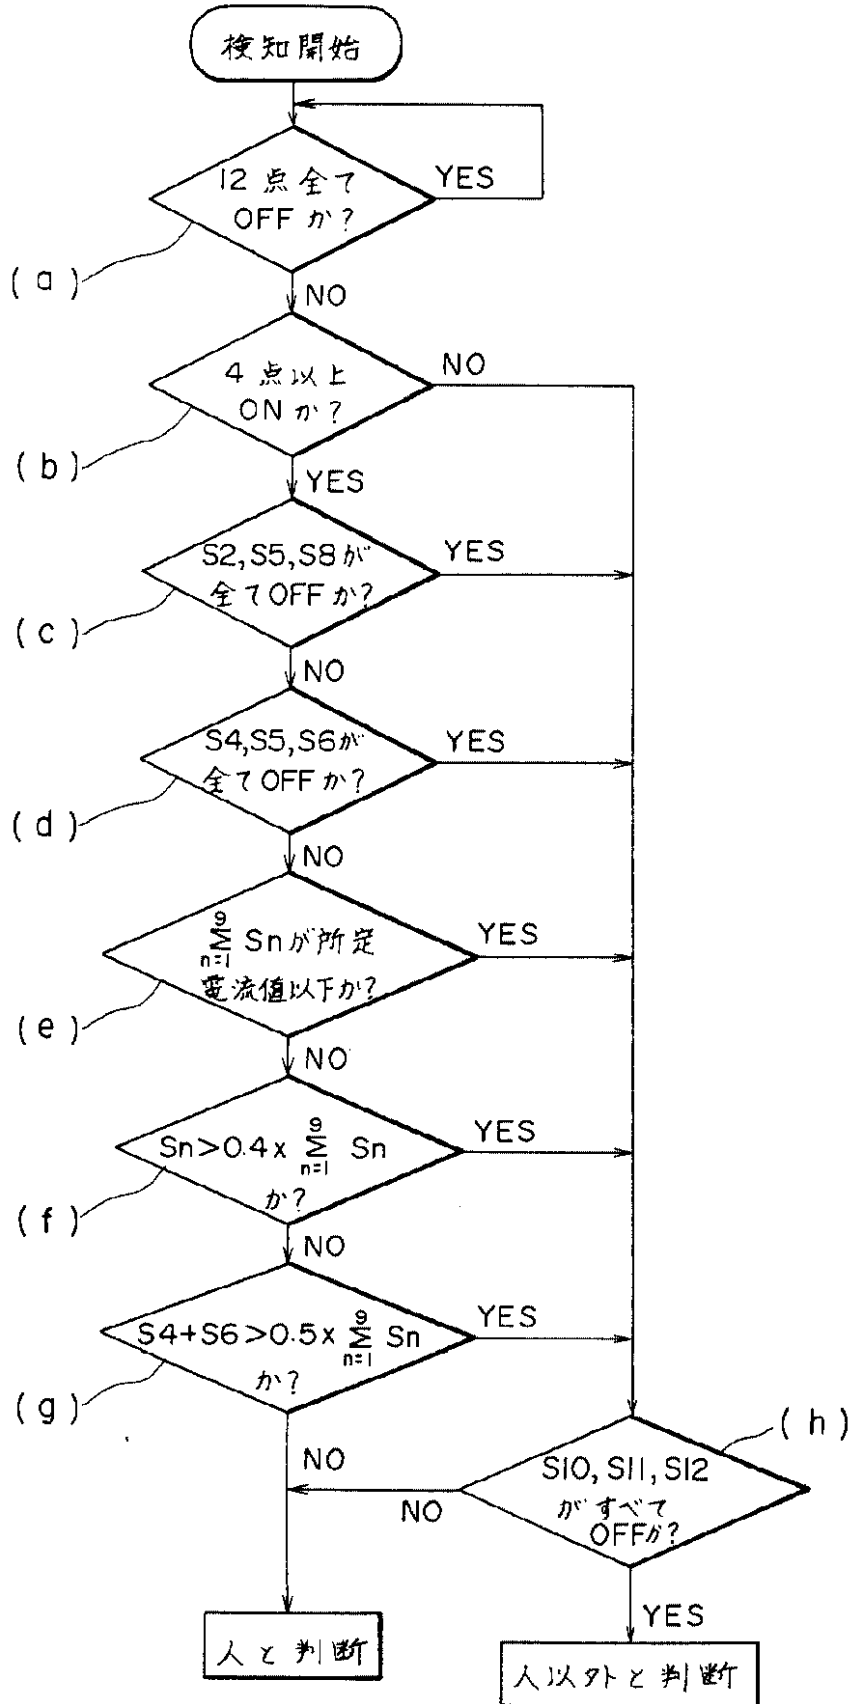 検知開始
12点全て
OFFか?
YES
(a)
NO
4点以上
ONか?
NO
(b)
YES
S2,S5,S8が
全てOFFか?
YES
(c)
NO
S4,S5,S6が
全てOFFか?
YES
(d)
NO
9
Σ Snが所定
n=1
電流値以下か?
YES
(e)
NO
9
Sn>0.4x Σ Sn
n=1
か?
YES
(f)
NO
9
S4+S6>0.5x Σ Sn
n=1
か?
YES
(g)
NO
(h)
S10,S11,S12
がすべて
OFFか?
NO
YES
人と判断
人以外と判断